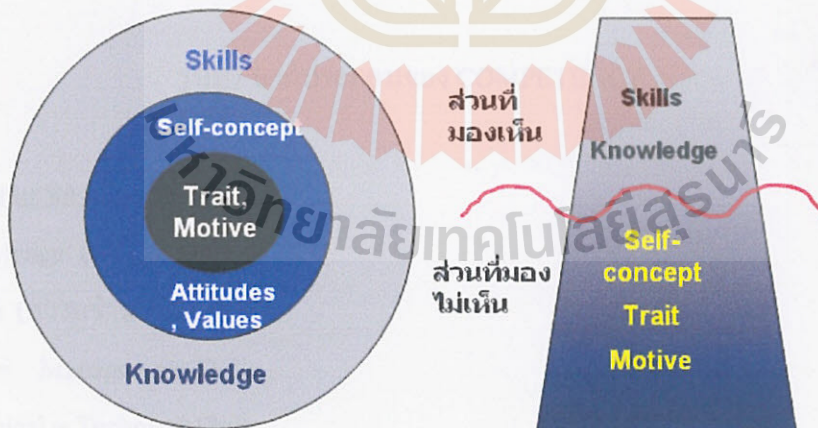 Skills
Self-concept
Trait,
Motive
Attitudes
, Values
Knowledge
ส่วนที่
มองเห็น
ส่วนที่มอง
ไม่เห็น
Skills
Knowledge
Self-
concept
Trait
Motive
มหาวิทยาลัยเทคโนโลยีสุรนารี